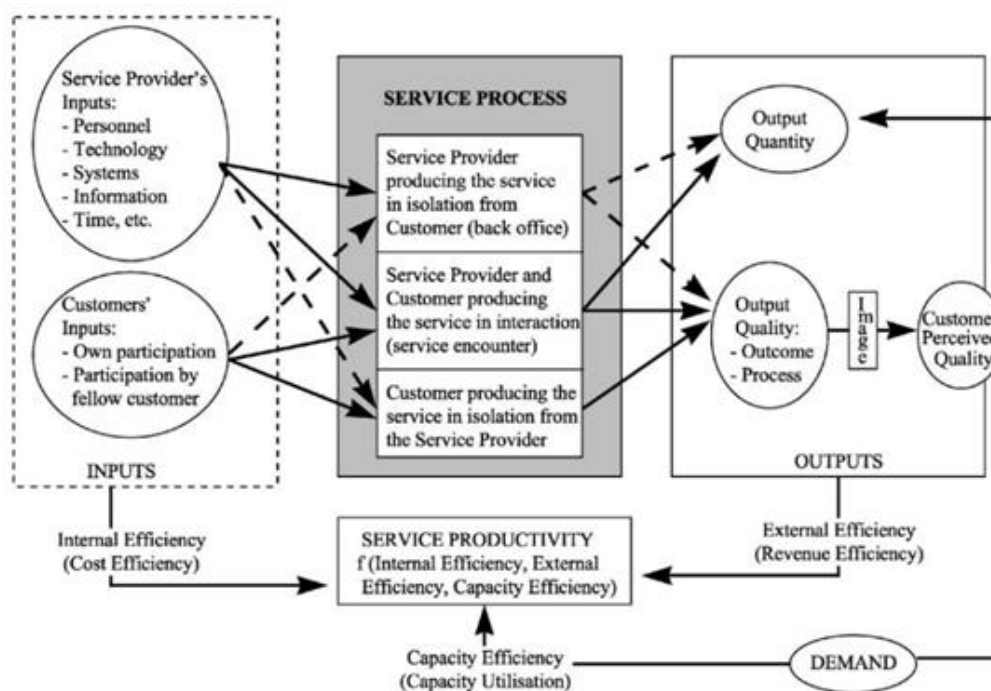 Service Provider's
Inputs:
- Personnel
- Technology
- Systems
- Information
- Time, etc.
Customers'
Inputs:
- Own participation
- Participation by
fellow customer
INPUTS
SERVICE PROCESS
Service Provider
producing the service
in isolation from
Customer (back office)
Service Provider and
Customer producing
the service in interaction
(service encounter)
Customer producing the
service in isolation from
the Service Provider
Output
Quantity
Output
Quality:
- Outcome
- Process
Image
Customer
Perceived
Quality
OUTPUTS
Internal Efficiency
(Cost Efficiency)
SERVICE PRODUCTIVITY
f (Internal Efficiency, External
Efficiency, Capacity Efficiency)
External Efficiency
(Revenue Efficiency)
Capacity Efficiency
(Capacity Utilisation)
DEMAND